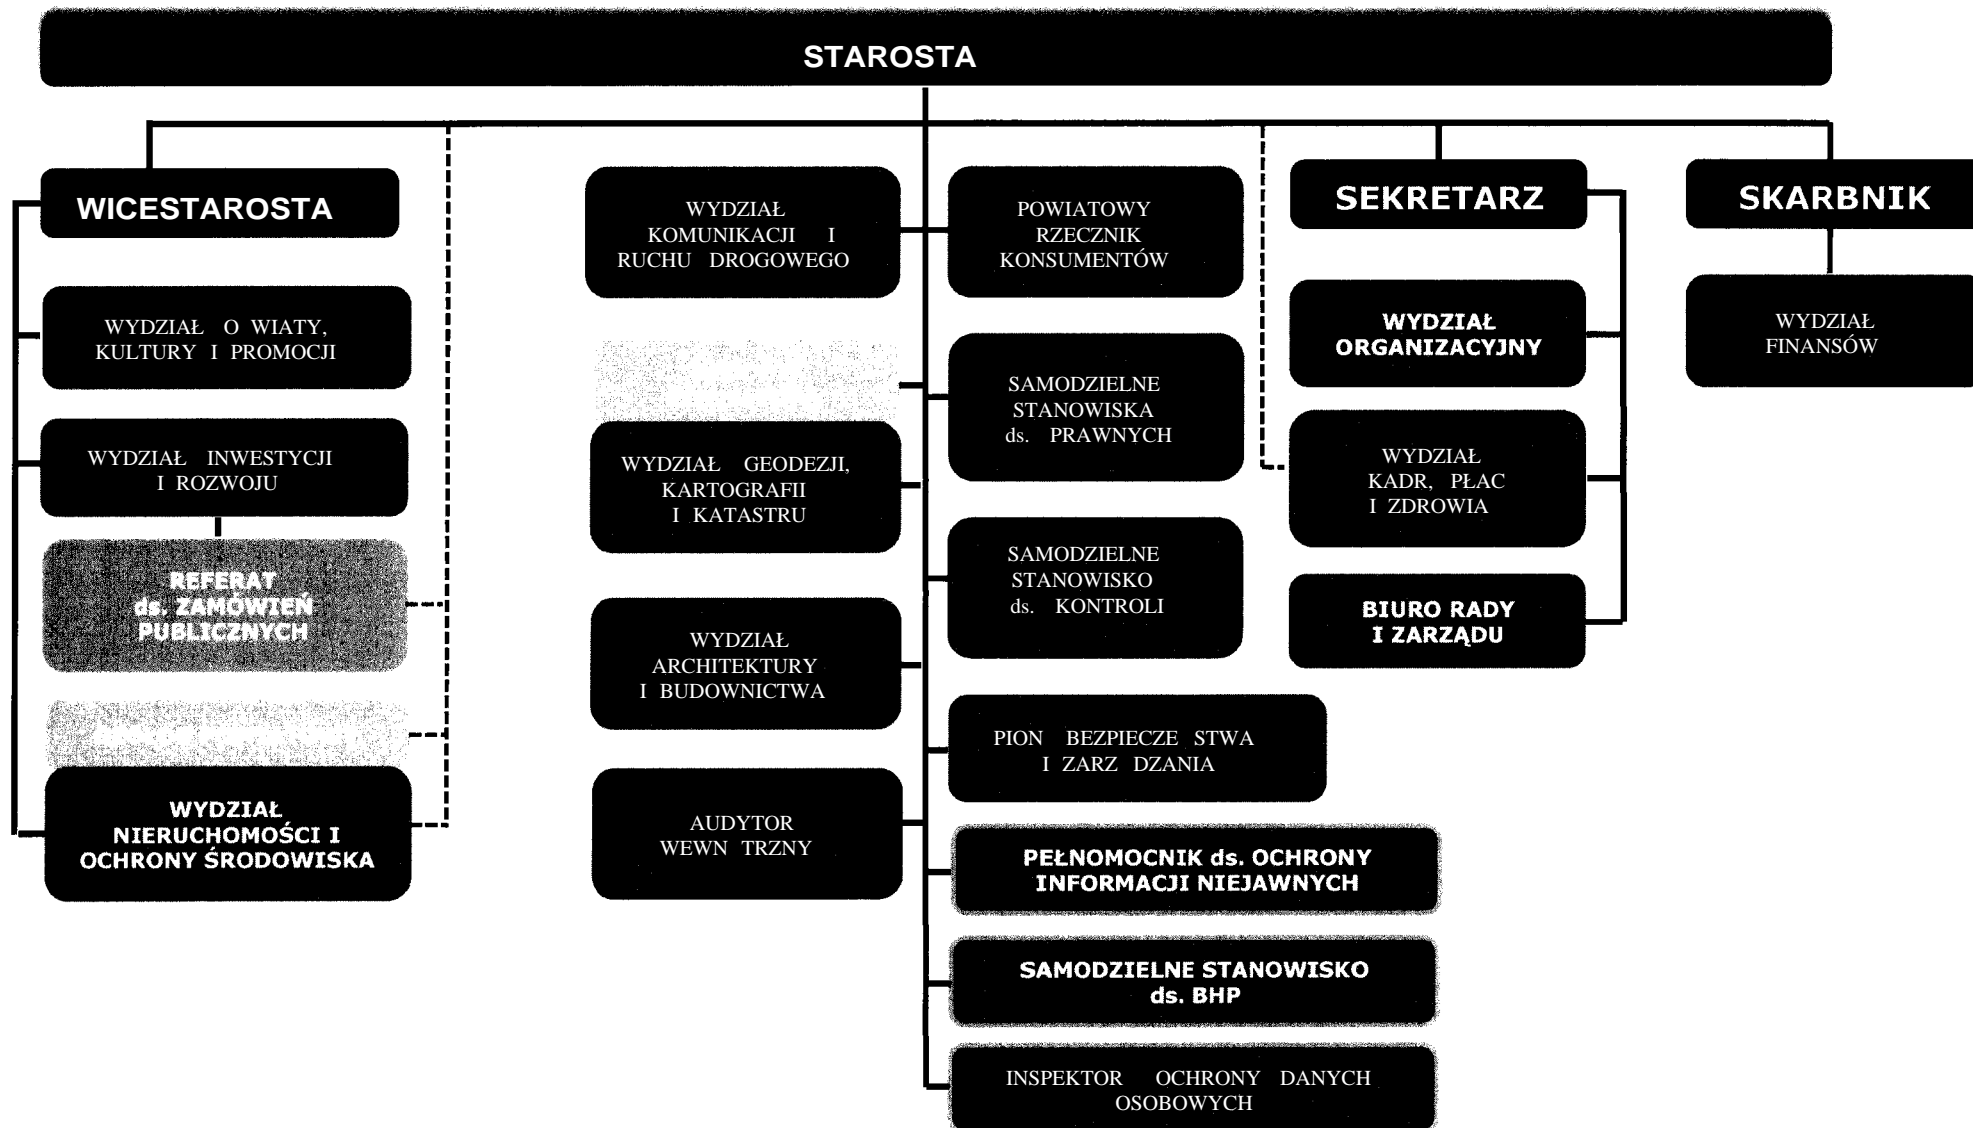 STAROSTA
WICESTAROSTA
WYDZIAŁ O WIATY,
KULTURY I PROMOCJI
WYDZIAŁ INWESTYCJI
I ROZWOJU
REFERAT
ds. ZAMÓWIEŃ
PUBLICZNYCH
WYDZIAŁ
NIERUCHOMOŚCI I
OCHRONY ŚRODOWISKA
WYDZIAŁ
KOMUNIKACJI I
RUCHU DROGOWEGO
WYDZIAŁ GEODEZJI,
KARTOGRAFII
I KATASTRU
WYDZIAŁ
ARCHITEKTURY
I BUDOWNICTWA
AUDYTOR
WEWN TRZNY
POWIATOWY
RZECZNIK
KONSUMENTÓW
SAMODZIELNE
STANOWISKA
ds. PRAWNYCH
SAMODZIELNE
STANOWISKO
ds. KONTROLI
PION BEZPIECZE STWA
I ZARZ DZANIA
PEŁNOMOCNIK ds. OCHRONY
INFORMACJI NIEJAWNYCH
SAMODZIELNE STANOWISKO
ds. BHP
INSPEKTOR OCHRONY DANYCH
OSOBOWYCH
SEKRETARZ
WYDZIAŁ
ORGANIZACYJNY
WYDZIAŁ
KADR, PŁAC
I ZDROWIA
BIURO RADY
I ZARZĄDU
SKARBNIK
WYDZIAŁ
FINANSÓW